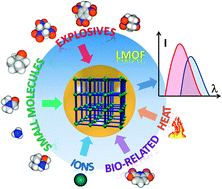 EXPLOSIVES
LMOF
I
λ
SMALL MOLECULES
HEAT
IONS
BIO-RELATED